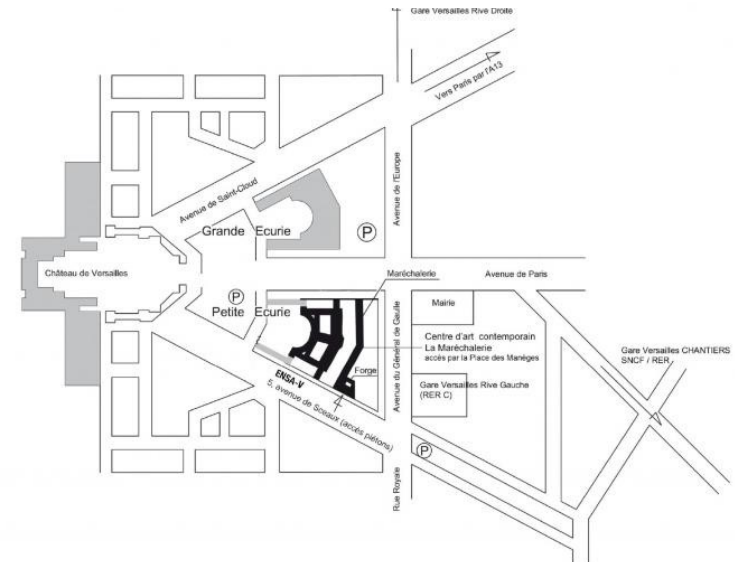 Gare Versailles Rive Droite
Vers Paris par l'A13
Avenue de l'Europe
Avenue de Saint-Cloud
Grande Ecurie
P
Château de Versailles
Maréchalerie
Avenue de Paris
P
Petite Ecurie
Mairie
Avenue du Général de Gaulle
Centre d'art contemporain
La Maréchalerie
accès par la Place des Manèges
Gare Versailles CHANTIERS
SNCF / RER
Forge
ENSA-V
5, avenue de Sceaux (accès piétons)
Gare Versailles Rive Gauche
(RER C)
P
Rue Royale